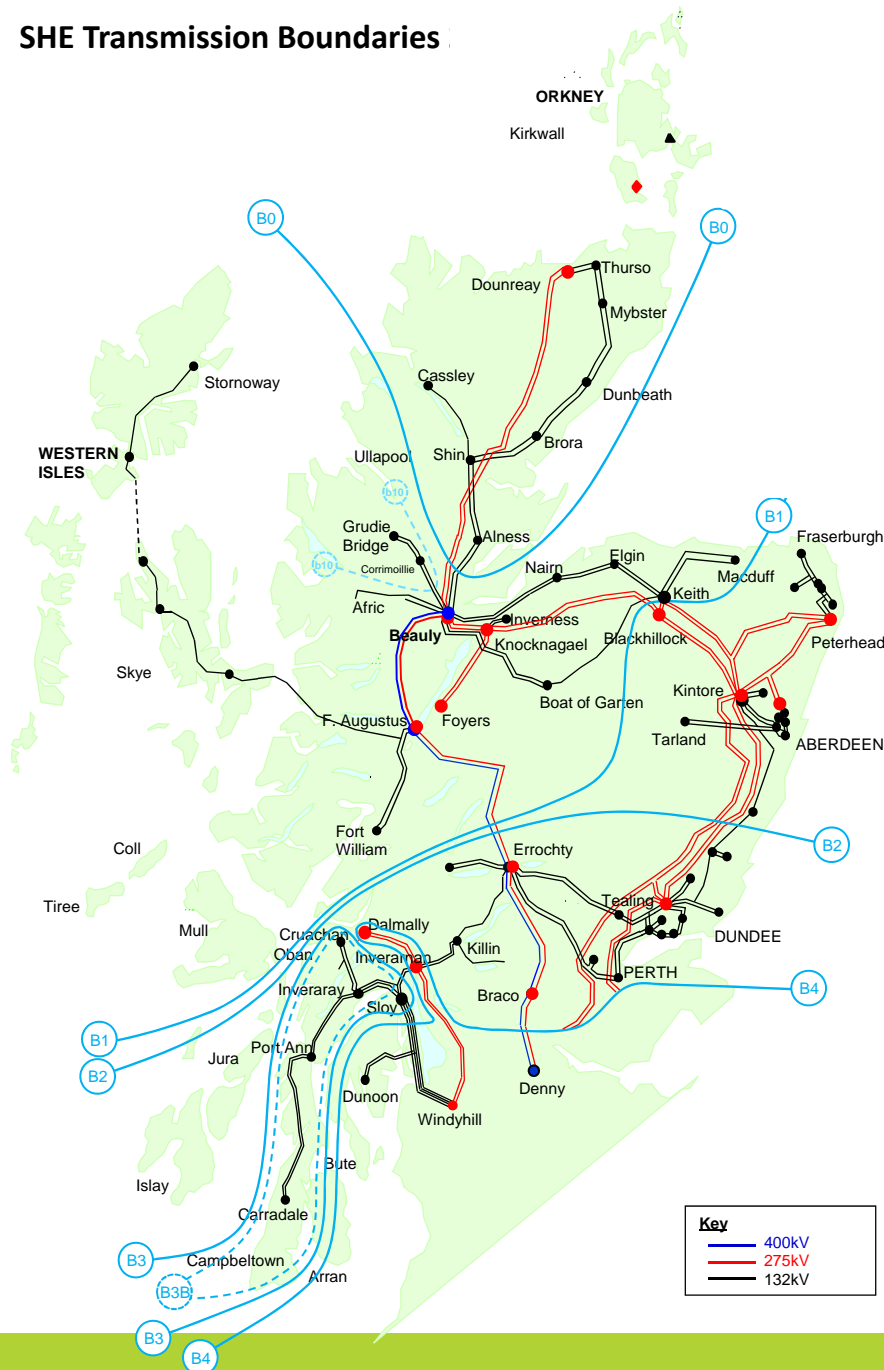 SHE Transmission Boundaries
ORKNEY
Kirkwall
B0
B0
Thurso
Dounreay
Mybster
Stornoway
Cassley
Dunbeath
Brora
WESTERN
ISLES
Ullapool
Shin
b10
B1
Grudie
Bridge
Alness
Fraserburgh
Elgin
Nairn
b10
Corrimoillie
Macduff
Keith
Afric
Inverness
Beauly
Knocknagael
Blackhillock
Peterhead
Skye
Kintore
Boat of Garten
F. Augustus
Foyers
Tarland
ABERDEEN
Fort
William
Coll
B2
Errochty
Tiree
Tealing
Mull
Dalmally
Cruachan
DUNDEE
Oban
Killin
Inverarnan
PERTH
Inveraray
B4
Braco
Sloy
B1
Port Ann
Jura
B2
Dunoon
Denny
Windyhill
Bute
Islay
Carradale
Key
B3
Campbeltown
400kV
275kV
Arran
132kV
B3B
B3
B4